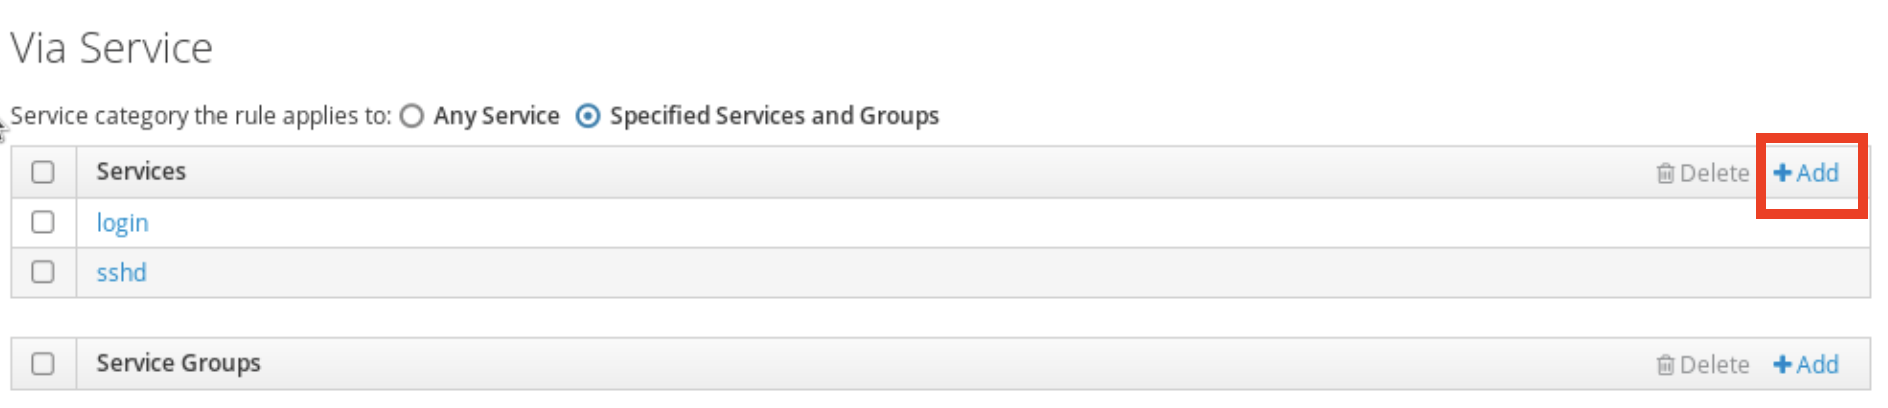 Via Service
Service category the rule applies to: Any Service Specified Services and Groups
Services Delete Add
login
sshd
Service Groups Delete Add